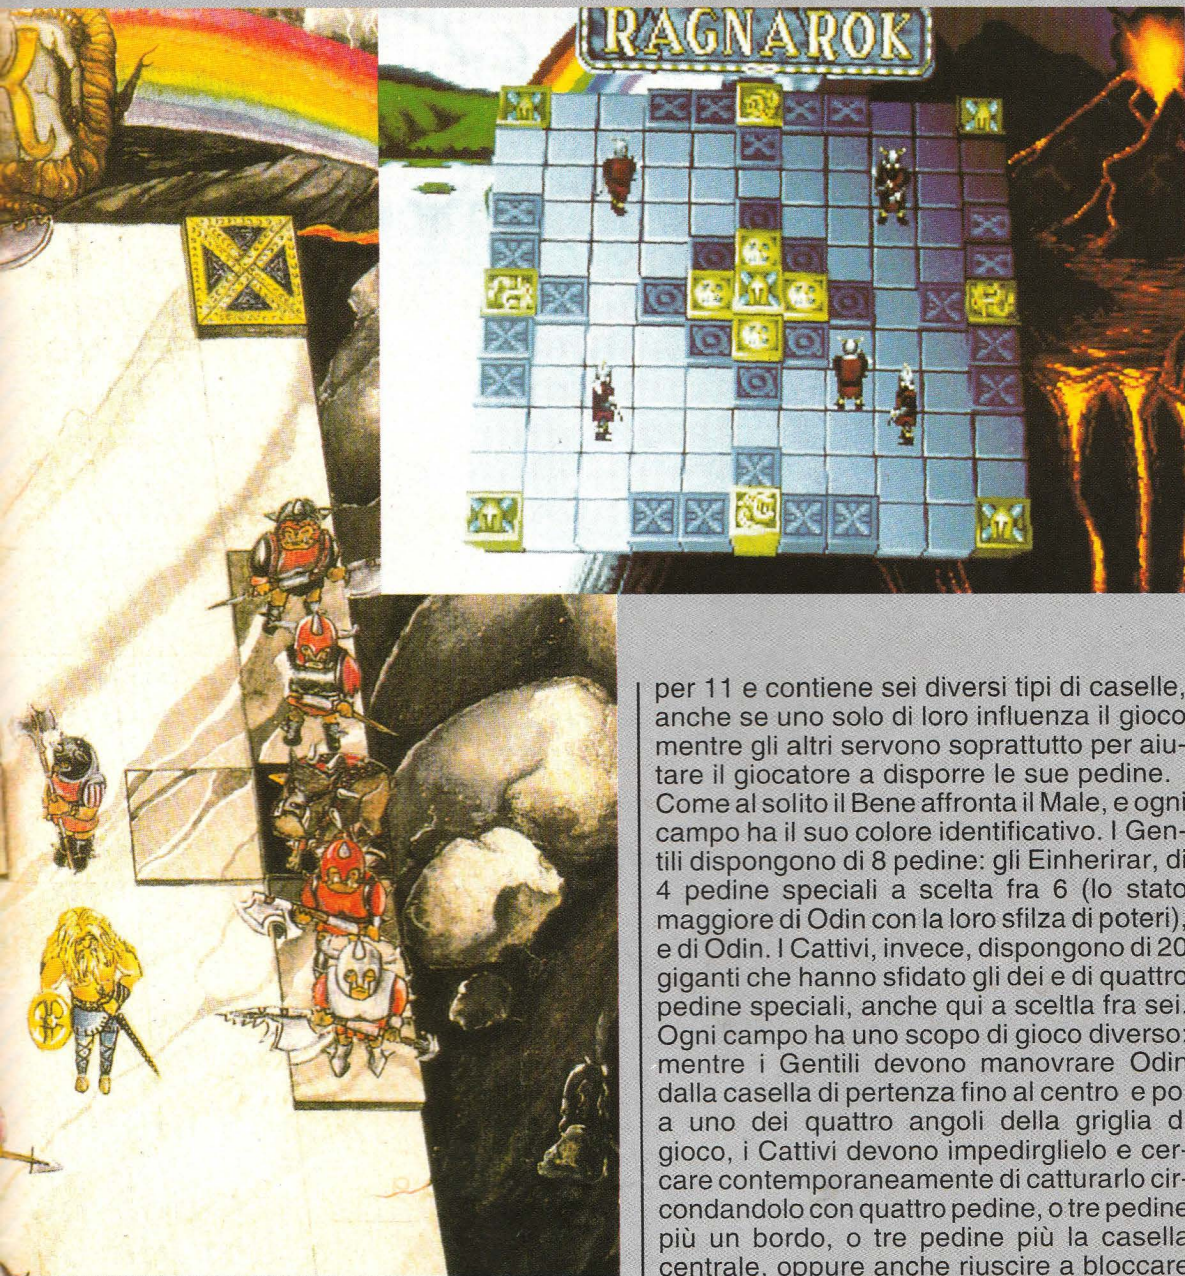 RAGNAROK
per 11 e contiene sei diversi tipi di caselle,
anche se uno solo di loro influenza il gioco
mentre gli altri servono soprattutto per aiu-
tare il giocatore a disporre le sue pedine.
Come al solito il Bene affronta il Male, e ogni
campo ha il suo colore identificativo. I Gen-
tili dispongono di 8 pedine: gli Einherirar, di
4 pedine speciali a scelta fra 6 (lo stato
maggiore di Odin con la loro sfilza di poteri),
e di Odin. I Cattivi, invece, dispongono di 20
giganti che hanno sfidato gli dei e di quattro
pedine speciali, anche qui a sceltla fra sei.
Ogni campo ha uno scopo di gioco diverso:
mentre i Gentili devono manovrare Odin
dalla casella di pertenza fino al centro e po
a uno dei quattro angoli della griglia d
gioco, i Cattivi devono impedirglielo e cer-
care contemporaneamente di catturarlo cir-
condandolo con quattro pedine, o tre pedine
più un bordo, o tre pedine più la casella
centrale, oppure anche riuscire a bloccare